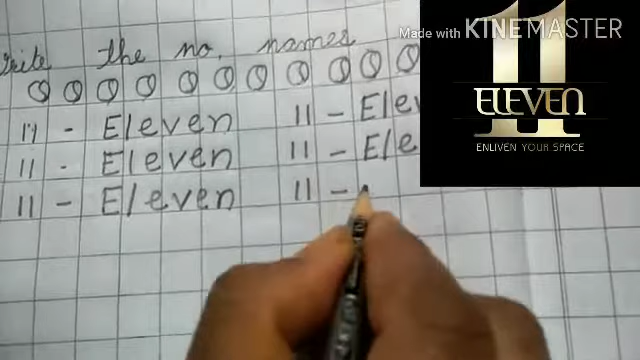 Made with KINEMASTER
Write the no. names
11 - Eleven 11 - Elev
11 - Eleven 11 - Ele
11 - Eleven 11 -
11
ELEVEN
ENLIVEN YOUR SPACE